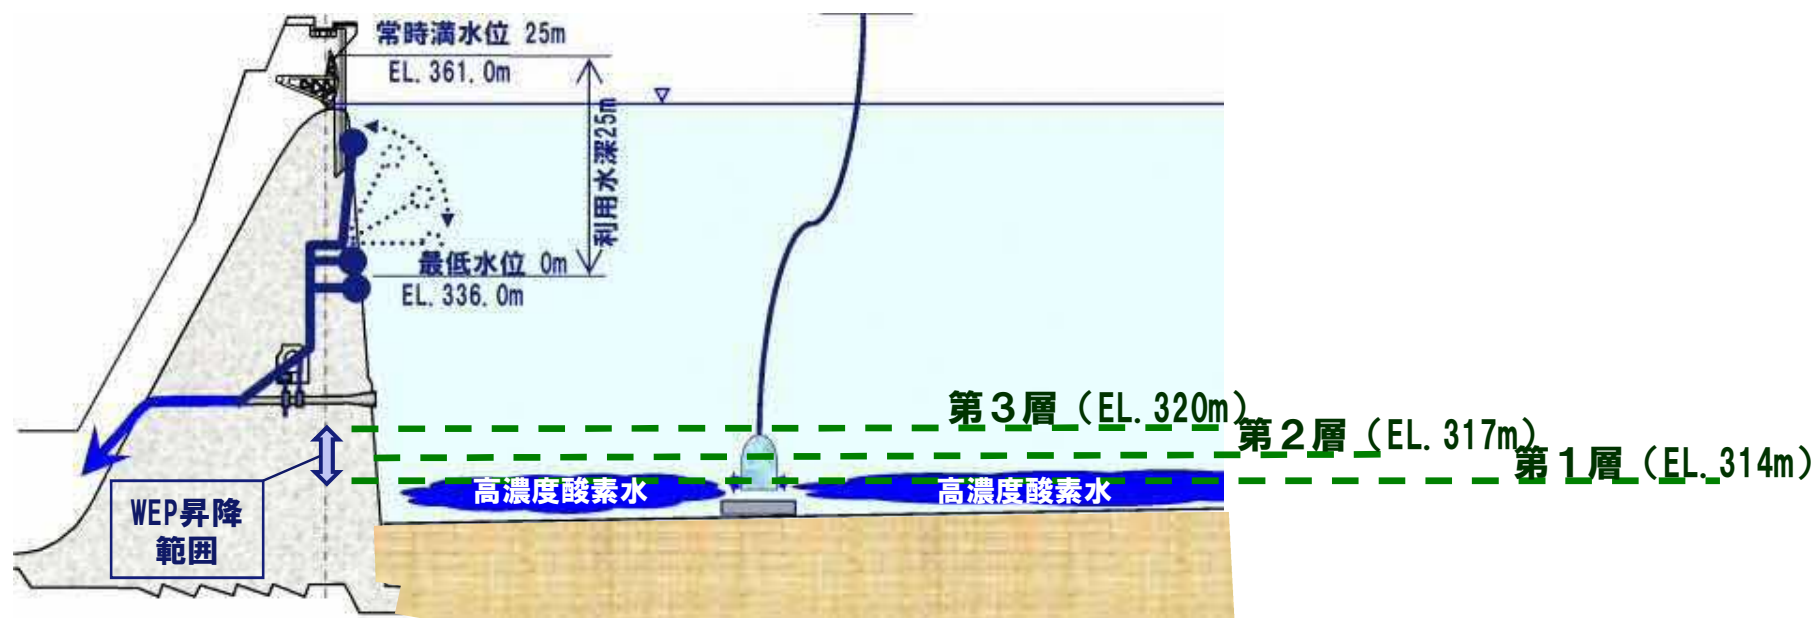 常時満水位 25m
EL.361.0m
利用水深25m
最低水位 0m
EL.336.0m
第３層（EL.320m）
第２層（EL.317m）
第１層（EL.314m）
高濃度酸素水
高濃度酸素水
WEP昇降
範囲